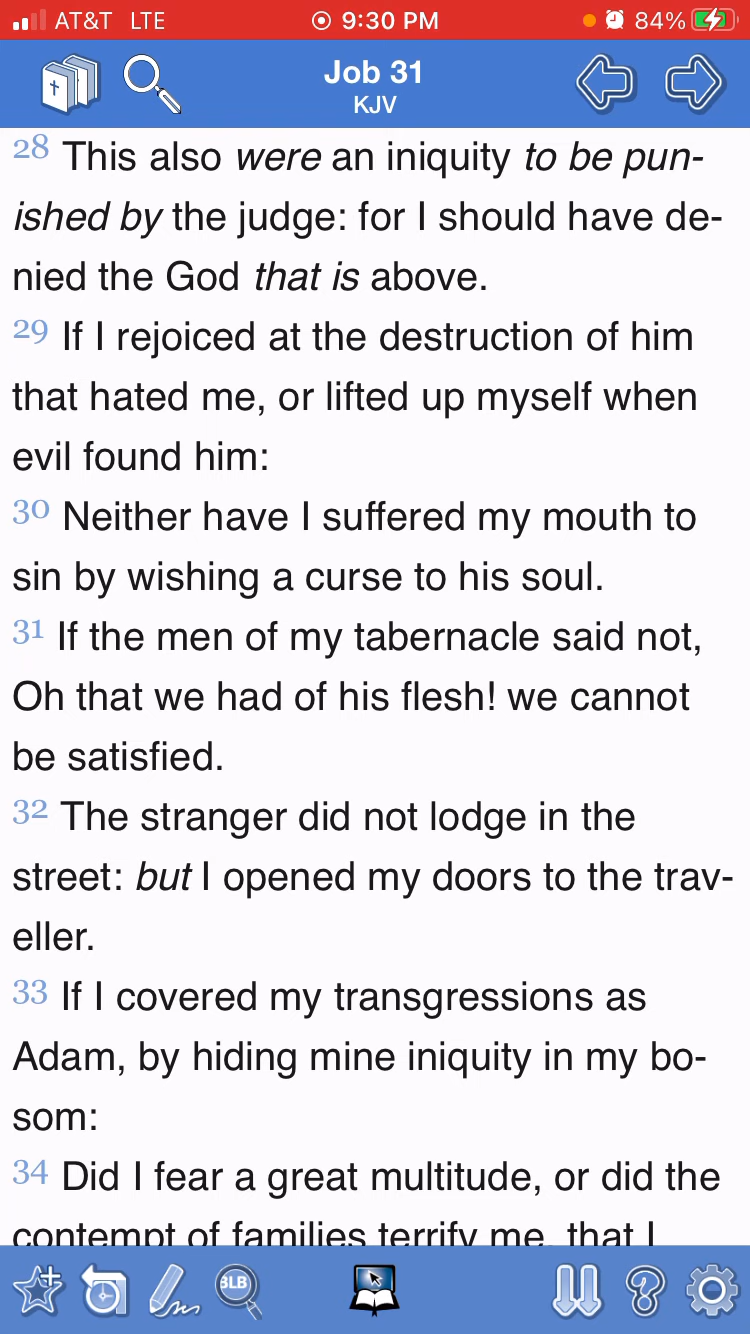 AT&T LTE 9:30 PM 84%
Job 31
KJV
28 This also were an iniquity to be pun-
ished by the judge: for I should have de-
nied the God that is above.
29 If I rejoiced at the destruction of him
that hated me, or lifted up myself when
evil found him:
30 Neither have I suffered my mouth to
sin by wishing a curse to his soul.
31 If the men of my tabernacle said not,
Oh that we had of his flesh! we cannot
be satisfied.
32 The stranger did not lodge in the
street: but I opened my doors to the trav-
eller.
33 If I covered my transgressions as
Adam, by hiding mine iniquity in my bo-
som:
34 Did I fear a great multitude, or did the
contempt of families terrify me, that I
BLB